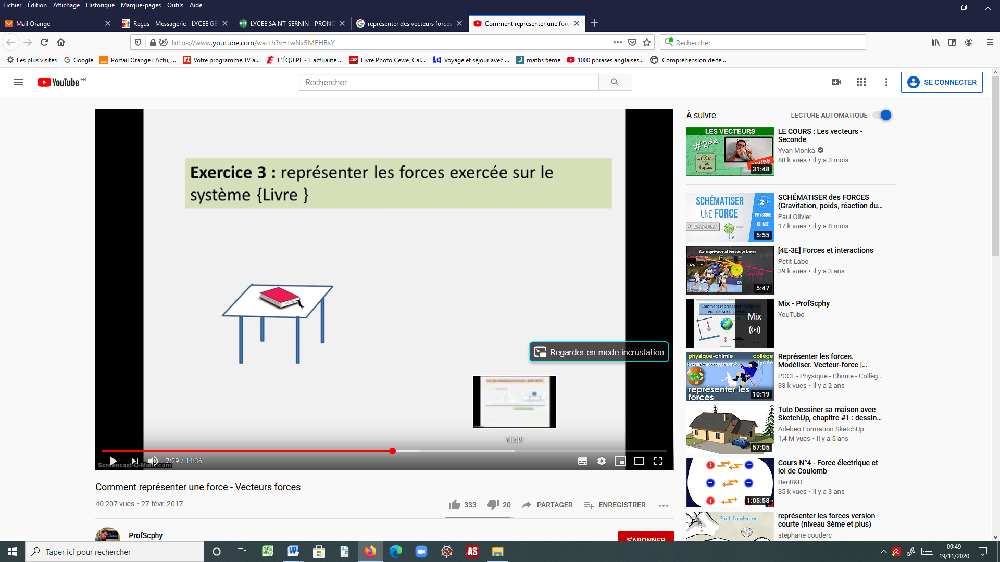 Fichier Édition Affichage Historique Marque-pages Outils Aide
Mail Orange
Reçus - Messagerie - LYCEE GEN
LYCEE SAINT-SERNIN - PRONO
représenter des vecteurs forces
Comment représenter une forc
https://www.youtube.com/watch?v=twNx5MEHBsY
Rechercher
Les plus visités
Google
Portail Orange : Actu, ...
Votre programme TV a...
L'ÉQUIPE - L'actualité ...
Livre Photo Cewe, Cal...
Voyage et séjour avec ...
maths 6ème
1000 phrases anglaises...
Compréhension de te...
YouTube FR
Rechercher
SE CONNECTER
Exercice 3 : représenter les forces exercée sur le
système {Livre }
Regarder en mode incrustation
10:39
7:29 / 14:36
Screencast-O-Matic.com
Comment représenter une force - Vecteurs forces
40 207 vues • 27 févr. 2017
333
20
PARTAGER
ENREGISTRER
ProfScphy
S'ABONNER
À suivre
LECTURE AUTOMATIQUE
LES VECTEURS
#2de
m@ths
et
tiques
COURS
31:48
LE COURS : Les vecteurs -
Seconde
Yvan Monka
88 k vues • il y a 3 mois
SCHÉMATISER
UNE FORCE
2de
PHYSIQUE
-
CHIMIE
4 EXEMPLES
5:55
SCHÉMATISER des FORCES
(Gravitation, poids, réaction du...
Paul Olivier
17 k vues • il y a 8 mois
La représentation de la force
direction
5:47
[4E-3E] Forces et interactions
Petit Labo
39 k vues • il y a 3 ans
Comment représenter les forces
exercés sur un système
Mix
Mix - ProfScphy
YouTube
physique-chimie
collège
lycée
5 exemples pour apprendre à
représenter les
forces
10:19
Représenter les forces.
Modéliser. Vecteur-force |...
PCCL - Physique - Chimie - Collèg...
33 k vues • il y a 2 ans
57:05
Tuto Dessiner sa maison avec
SketchUp, chapitre #1 : dessin...
Adebeo Formation SketchUp
1,4 M vues • il y a 5 ans
1:05:58
Cours N°4 - Force électrique et
loi de Coulomb
BenR&D
35 k vues • il y a 3 ans
Point d'application
représenter les forces version
courte (niveau 3ème et plus)
stephane couderc
Taper ici pour rechercher
AS
09:49
19/11/2020